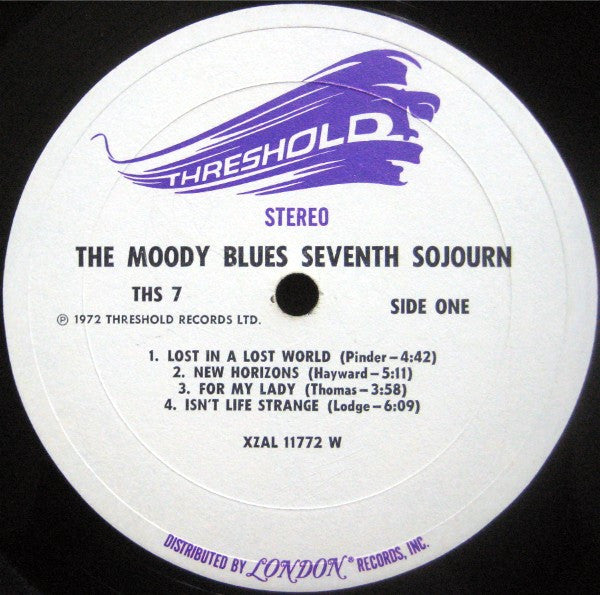 THRESHOLD
STEREO
THE MOODY BLUES SEVENTH SOJOURN
THS 7
SIDE ONE
℗ 1972 THRESHOLD RECORDS LTD.
1. LOST IN A LOST WORLD (Pinder–4:42)
2. NEW HORIZONS (Hayward–5:11)
3. FOR MY LADY (Thomas–3:58)
4. ISN'T LIFE STRANGE (Lodge–6:09)
XZAL 11772 W
DISTRIBUTED BY LONDON® RECORDS, INC.